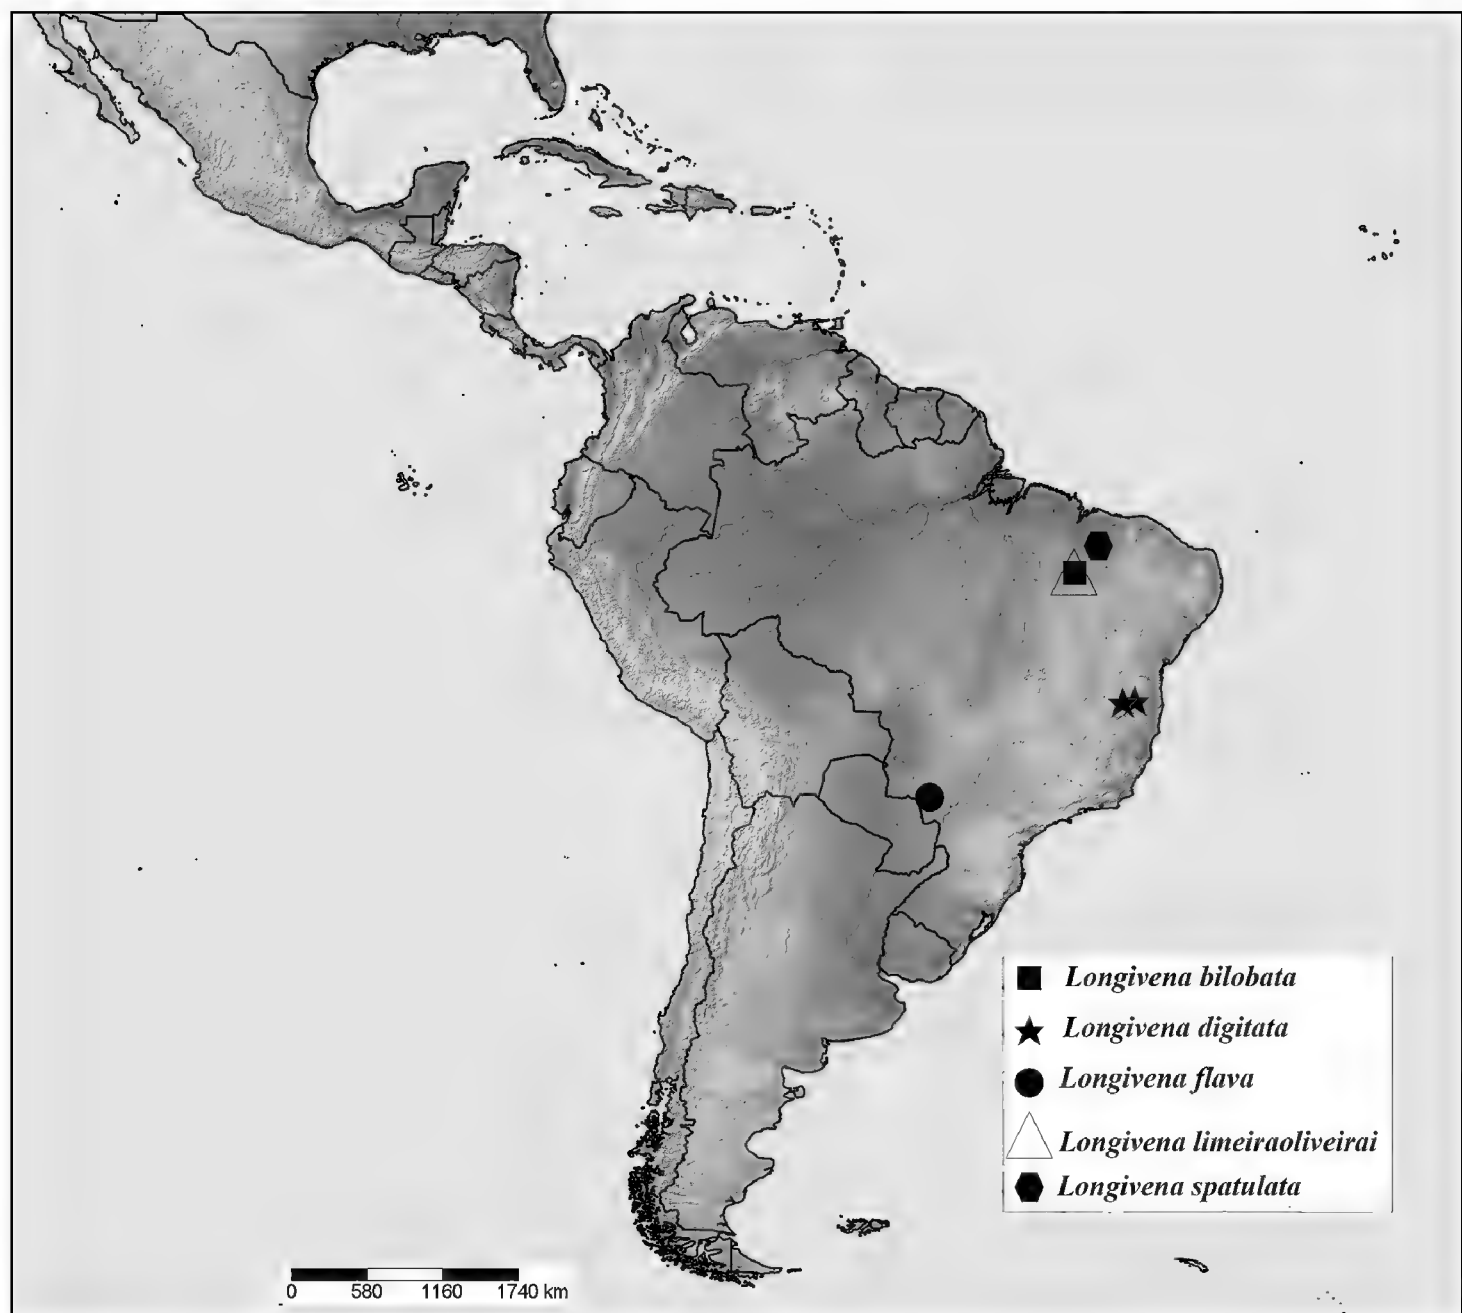 Longivena bilobata
Longivena digitata
Longivena flava
Longivena limeiraoliveirai
Longivena spatulata
0 580 1160 1740 km